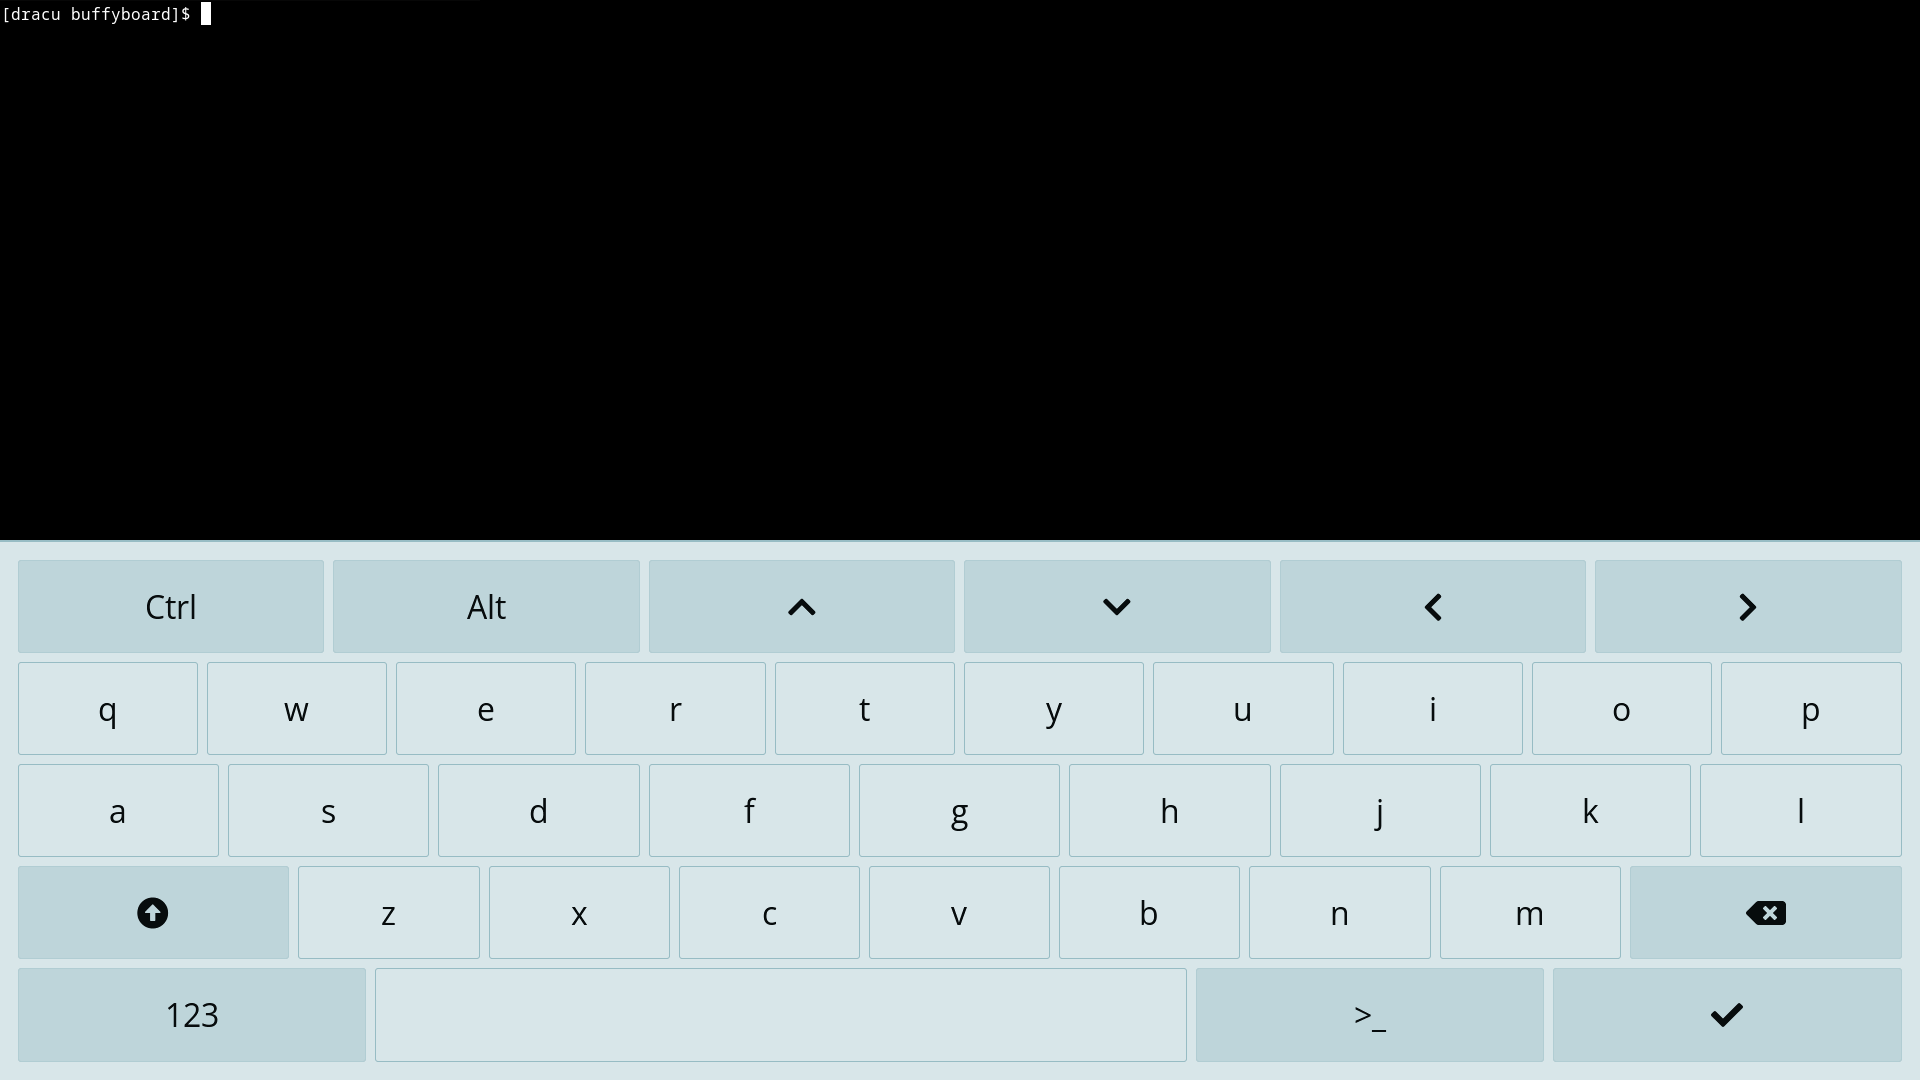 [dracu buffyboard]$
Ctrl Alt
q w e r t y u i o p
a s d f g h j k l
z x c v b n m
123 >_